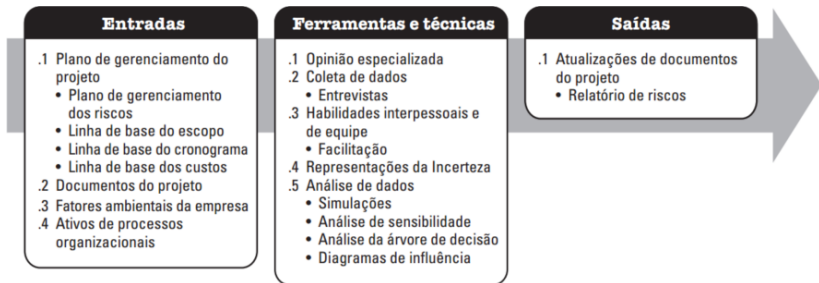 Entradas
.1 Plano de gerenciamento do
projeto
• Plano de gerenciamento
dos riscos
• Linha de base do escopo
• Linha de base do cronograma
• Linha de base dos custos
.2 Documentos do projeto
.3 Fatores ambientais da empresa
.4 Ativos de processos
organizacionais
Ferramentas e técnicas
.1 Opinião especializada
.2 Coleta de dados
• Entrevistas
.3 Habilidades interpessoais e
de equipe
• Facilitação
.4 Representações da Incerteza
.5 Análise de dados
• Simulações
• Análise de sensibilidade
• Análise da árvore de decisão
• Diagramas de influência
Saídas
.1 Atualizações de documentos
do projeto
• Relatório de riscos